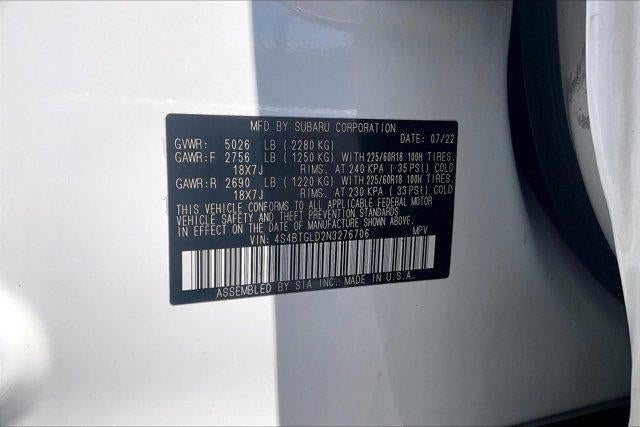 MFD BY SUBARU CORPORATION
DATE: 07/22
GVWR: 5026 LB ( 2280 KG)
GAWR:F 2756 LB ( 1250 KG) WITH 225/60R18 100H TIRES.
18X7J RIMS. AT 240 KPA ( 35 PSI) COLD
GAWR:R 2690 LB ( 1220 KG) WITH 225/60R18 100H TIRES.
18X7J RIMS. AT 230 KPA ( 33 PSI) COLD
THIS VEHICLE CONFORMS TO ALL APPLICABLE FEDERAL MOTOR
VEHICLE SAFETY AND THEFT PREVENTION STANDARDS
IN EFFECT ON THE DATE OF MANUFACTURE SHOWN ABOVE.
VIN: 4S4BTGLD2N3276706 MPV
ASSEMBLED BY SIA INC. MADE IN U.S.A.